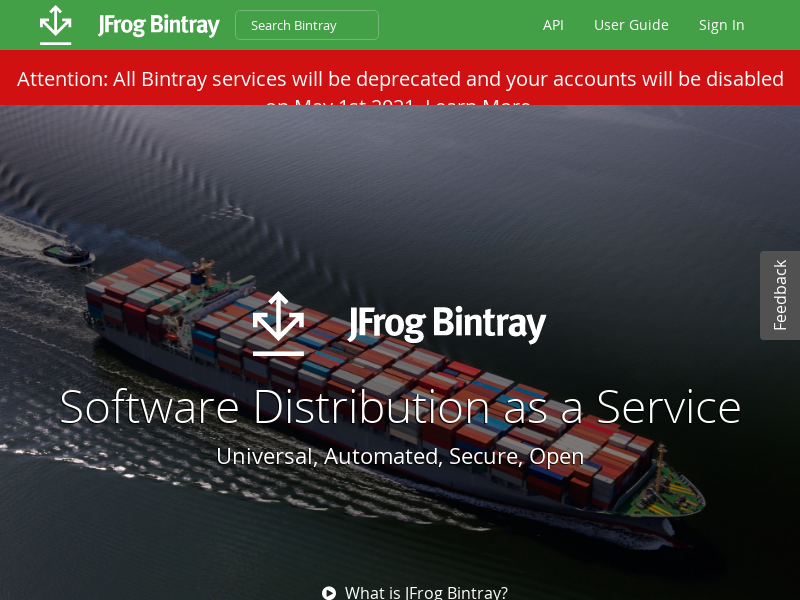 JFrog Bintray
Search Bintray
API
User Guide
Sign In
Attention: All Bintray services will be deprecated and your accounts will be disabled
on May 1st 2021. Learn More
Feedback
JFrog Bintray
Software Distribution as a Service
Universal, Automated, Secure, Open
What is JFrog Bintray?